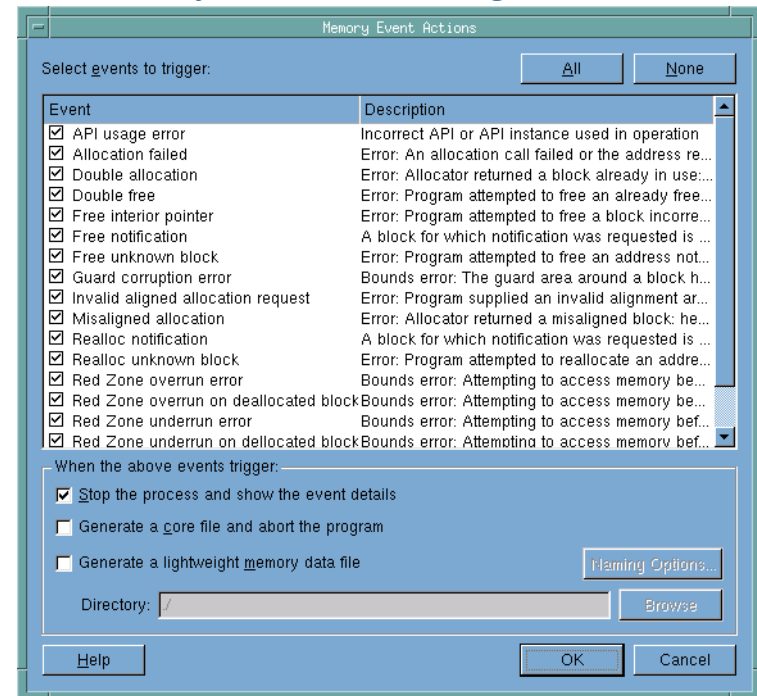 Memory Event Actions
Select events to trigger:
All
None
Event Description
API usage error Incorrect API or API instance used in operation
Allocation failed Error: An allocation call failed or the address re...
Double allocation Error: Allocator returned a block already in use:...
Double free Error: Program attempted to free an already free...
Free interior pointer Error: Program attempted to free a block incorre...
Free notification A block for which notification was requested is ...
Free unknown block Error: Program attempted to free an address not...
Guard corruption error Bounds error: The guard area around a block h...
Invalid aligned allocation request Error: Program supplied an invalid alignment ar...
Misaligned allocation Error: Allocator returned a misaligned block: he...
Realloc notification A block for which notification was requested is ...
Realloc unknown block Error: Program attempted to reallocate an addre...
Red Zone overrun error Bounds error: Attempting to access memory be...
Red Zone overrun on deallocated block Bounds error: Attempting to access memory be...
Red Zone underrun error Bounds error: Attempting to access memory bef...
Red Zone underrun on dellocated block Bounds error: Attempting to access memory bef...
When the above events trigger:
Stop the process and show the event details
Generate a core file and abort the program
Generate a lightweight memory data file
Naming Options...
Directory: ./
Browse
Help
OK
Cancel